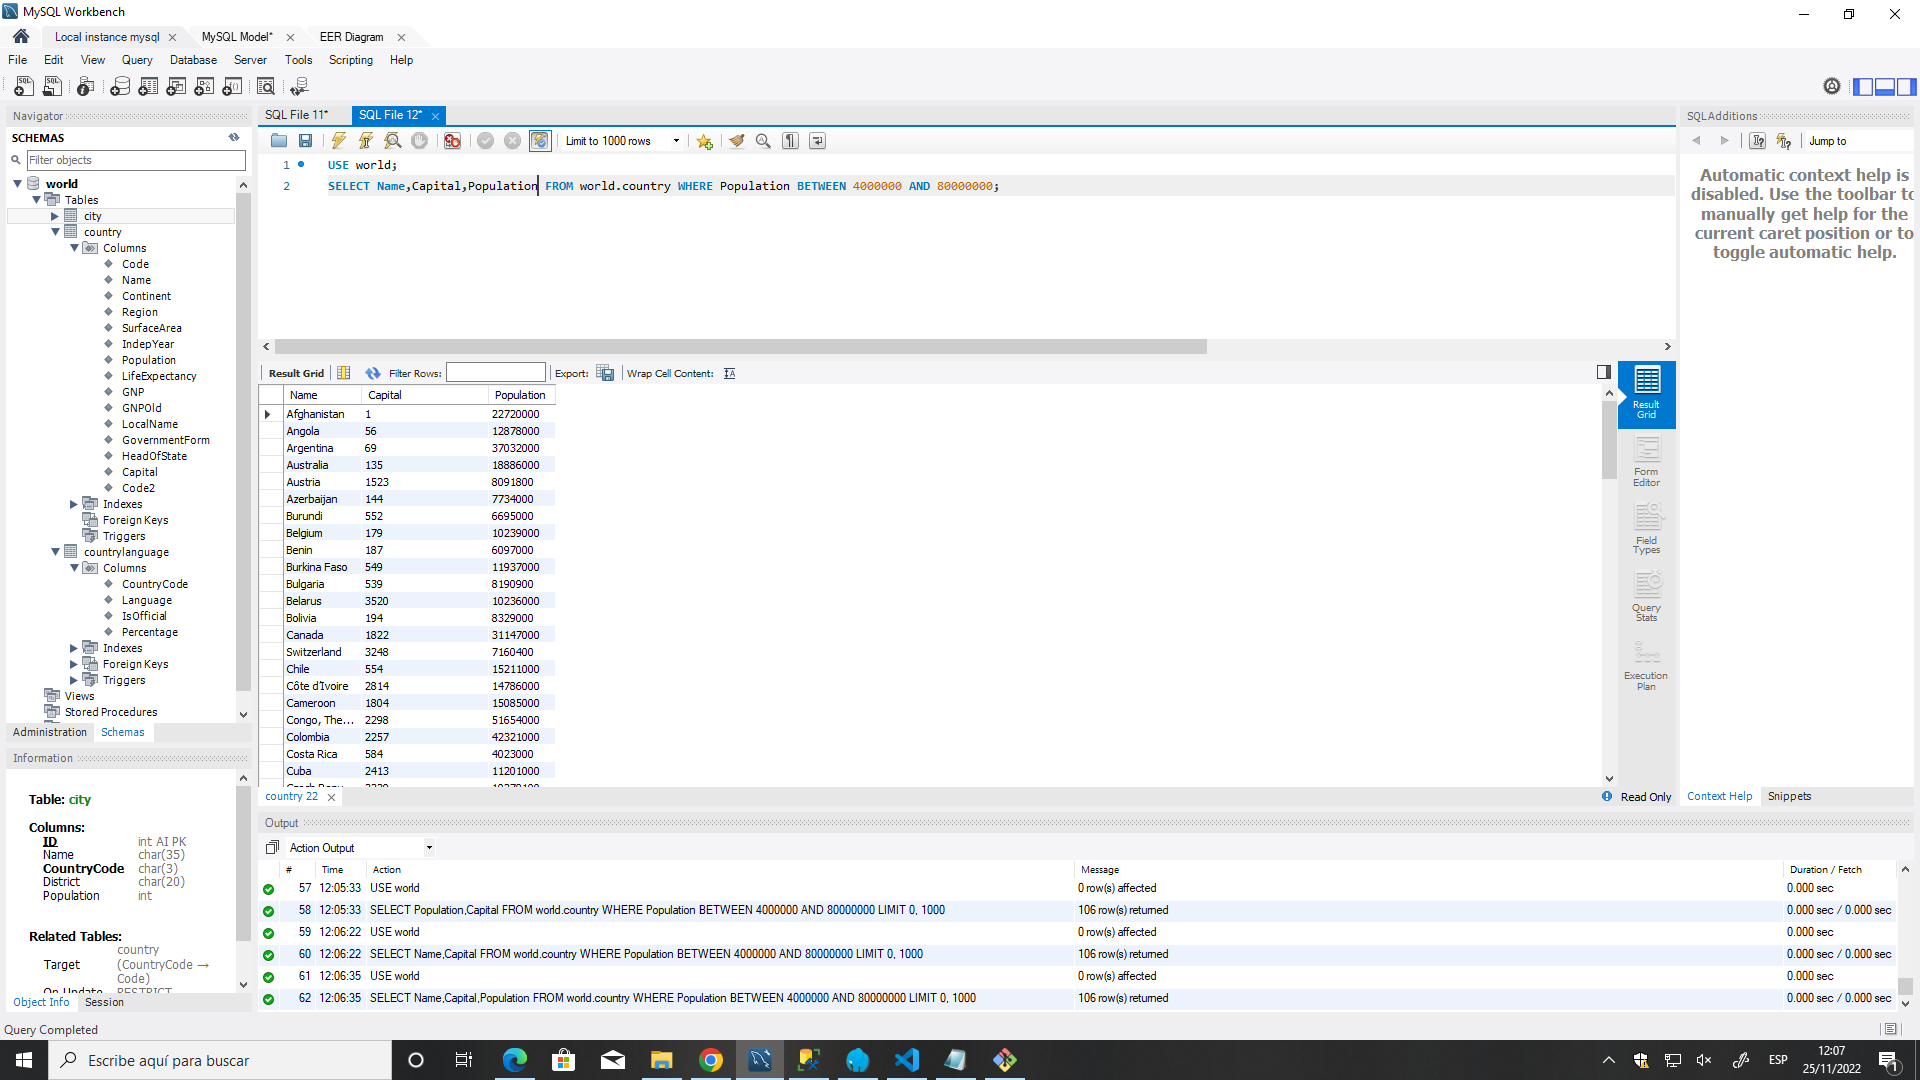 MySQL Workbench
Local instance mysql
MySQL Model*
EER Diagram
File Edit View Query Database Server Tools Scripting Help
Navigator
SCHEMAS
Filter objects
world
Tables
city
country
Columns
Code
Name
Continent
Region
SurfaceArea
IndepYear
Population
LifeExpectancy
GNP
GNPOld
LocalName
GovernmentForm
HeadOfState
Capital
Code2
Indexes
Foreign Keys
Triggers
countrylanguage
Columns
CountryCode
Language
IsOfficial
Percentage
Indexes
Foreign Keys
Triggers
Views
Stored Procedures
Administration Schemas
Information
Table: city
Columns:
ID int AI PK
Name char(35)
CountryCode char(3)
District char(20)
Population int
Related Tables:
country
Target (CountryCode →
Code)
On Update RESTRICT
Object Info Session
Query Completed
SQL File 11* SQL File 12*
Limit to 1000 rows
1 USE world;
2 SELECT Name,Capital,Population FROM world.country WHERE Population BETWEEN 4000000 AND 80000000;
Result Grid Filter Rows: Export: Wrap Cell Content:
Name Capital Population
Afghanistan 1 22720000
Angola 56 12878000
Argentina 69 37032000
Australia 135 18886000
Austria 1523 8091800
Azerbaijan 144 7734000
Burundi 552 6695000
Belgium 179 10239000
Benin 187 6097000
Burkina Faso 549 11937000
Bulgaria 539 8190900
Belarus 3520 10236000
Bolivia 194 8329000
Canada 1822 31147000
Switzerland 3248 7160400
Chile 554 15211000
Côte d'Ivoire 2814 14786000
Cameroon 1804 15085000
Congo, The... 2298 51654000
Colombia 2257 42321000
Costa Rica 584 4023000
Cuba 2413 11201000
Result Grid
Form Editor
Field Types
Query Stats
Execution Plan
country 22
Read Only
SQLAdditions
Jump to
Automatic context help is
disabled. Use the toolbar to
manually get help for the
current caret position or to
toggle automatic help.
Context Help Snippets
Output
Action Output
# Time Action Message Duration / Fetch
57 12:05:33 USE world 0 row(s) affected 0.000 sec
58 12:05:33 SELECT Population,Capital FROM world.country WHERE Population BETWEEN 4000000 AND 80000000 LIMIT 0, 1000 106 row(s) returned 0.000 sec / 0.000 sec
59 12:06:22 USE world 0 row(s) affected 0.000 sec
60 12:06:22 SELECT Name,Capital FROM world.country WHERE Population BETWEEN 4000000 AND 80000000 LIMIT 0, 1000 106 row(s) returned 0.000 sec / 0.000 sec
61 12:06:35 USE world 0 row(s) affected 0.000 sec
62 12:06:35 SELECT Name,Capital,Population FROM world.country WHERE Population BETWEEN 4000000 AND 80000000 LIMIT 0, 1000 106 row(s) returned 0.000 sec / 0.000 sec
Escribe aquí para buscar
ESP
12:07
25/11/2022
1